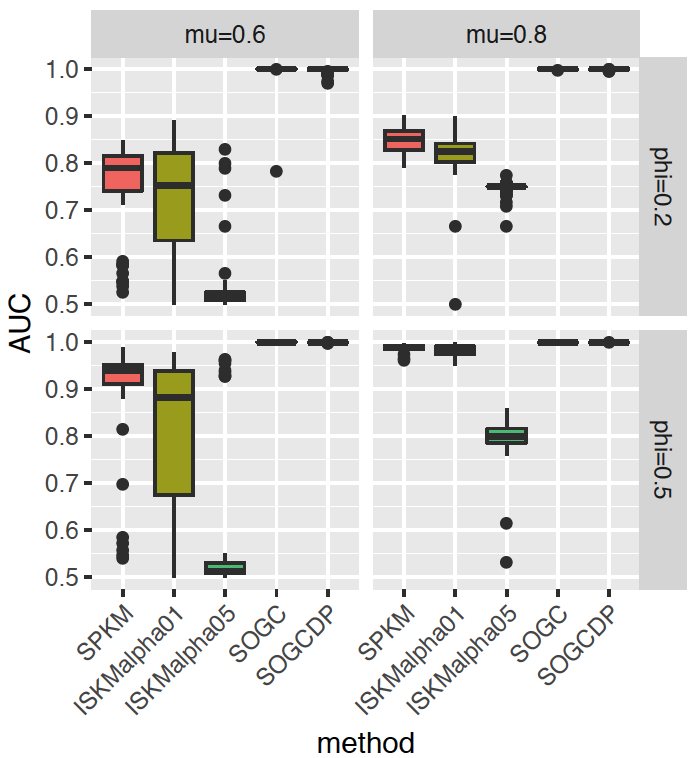 mu=0.6
mu=0.8
AUC
1.0
0.9
0.8
0.7
0.6
0.5
phi=0.2
1.0
0.9
0.8
0.7
0.6
0.5
phi=0.5
SPKM
ISKMalpha01
ISKMalpha05
SOGC
SOGCDP
SPKM
ISKMalpha01
ISKMalpha05
SOGC
SOGCDP
method